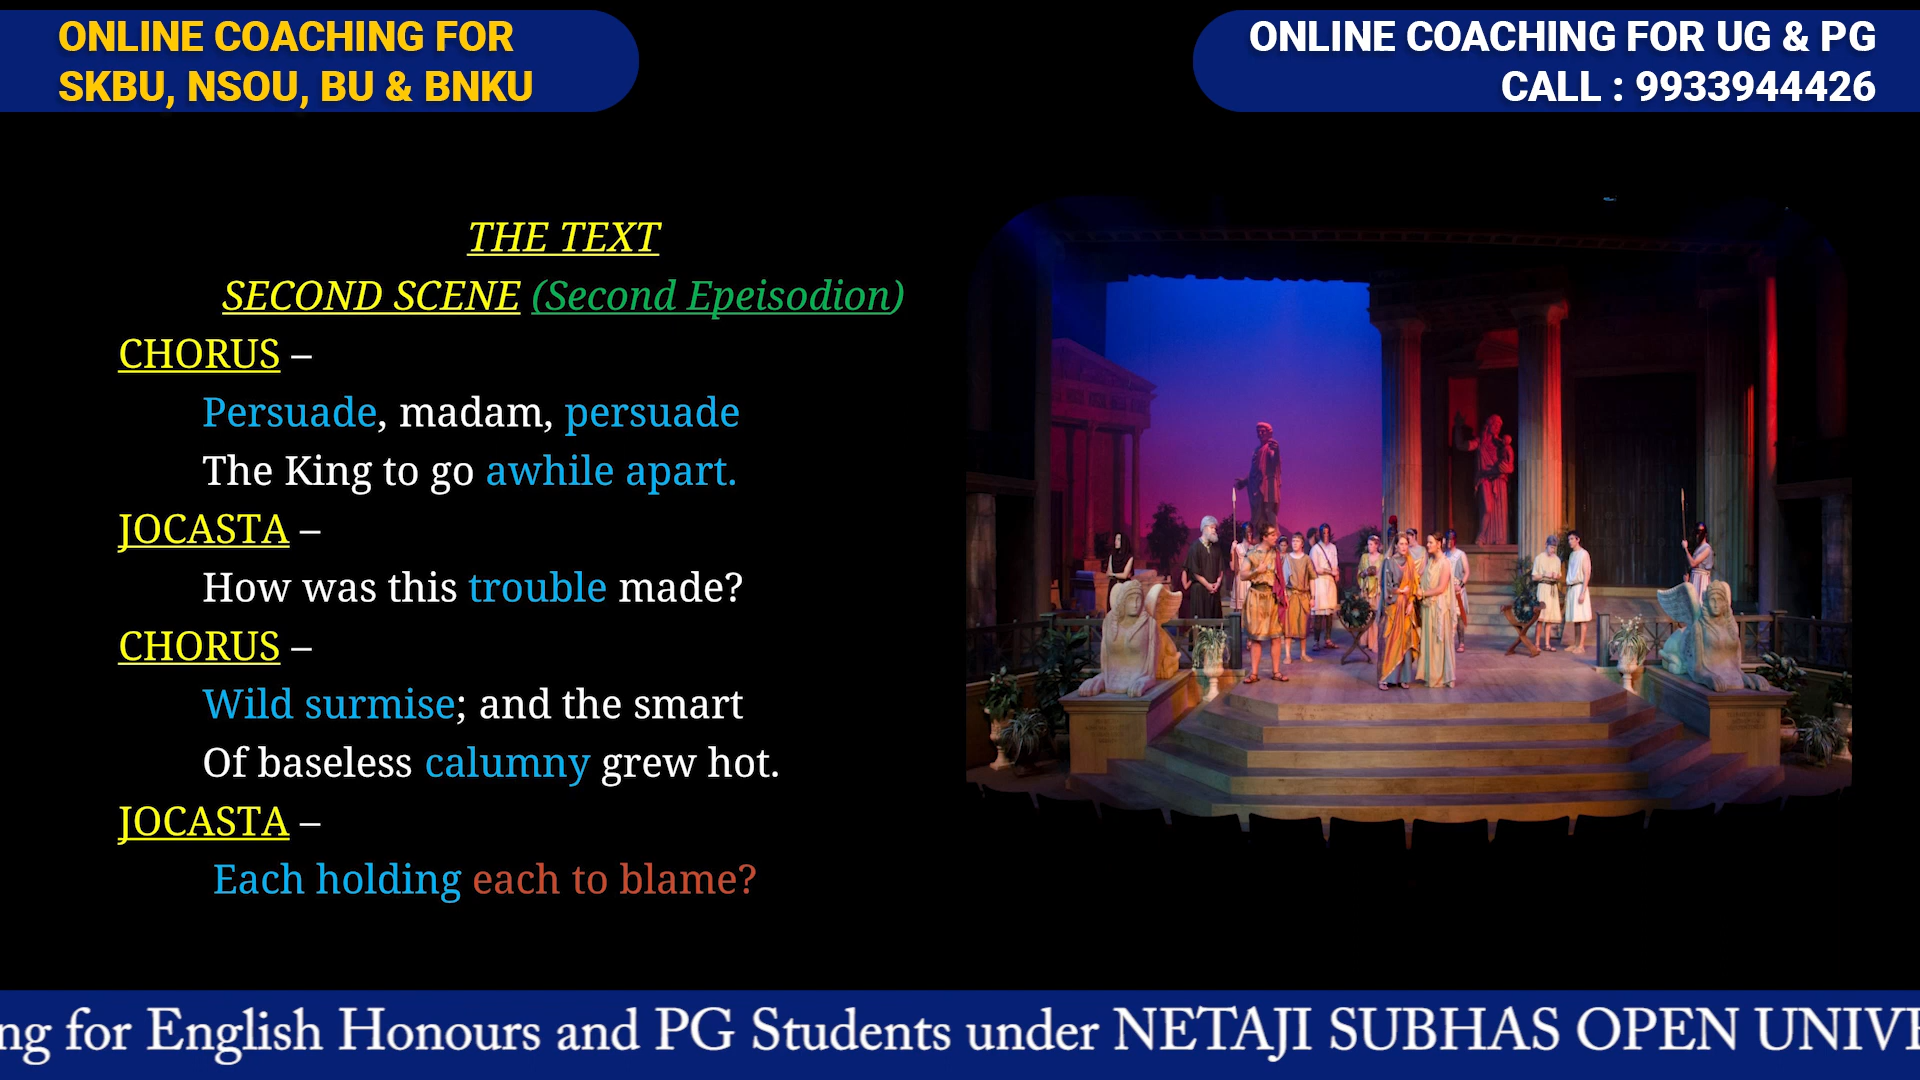 ONLINE COACHING FOR
SKBU, NSOU, BU & BNKU
ONLINE COACHING FOR UG & PG
CALL : 9933944426
THE TEXT
SECOND SCENE (Second Epeisodion)
CHORUS –
Persuade, madam, persuade
The King to go awhile apart.
JOCASTA –
How was this trouble made?
CHORUS –
Wild surmise; and the smart
Of baseless calumny grew hot.
JOCASTA –
Each holding each to blame?
ng for English Honours and PG Students under NETAJI SUBHAS OPEN UNIVE